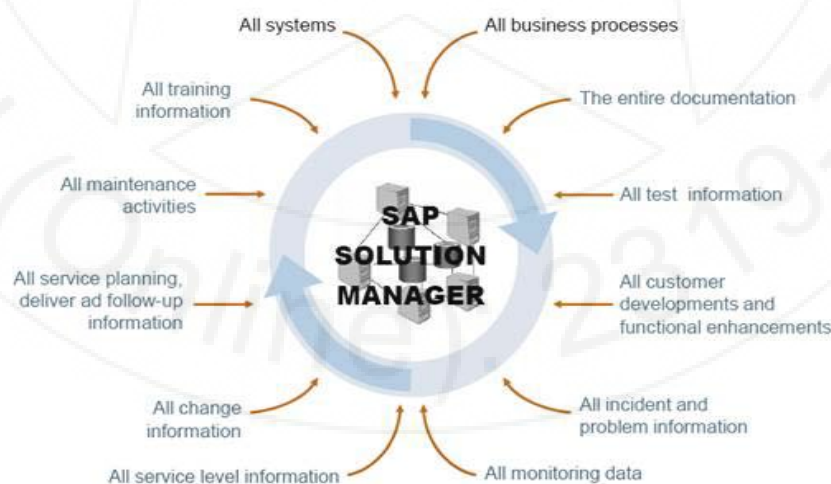 All systems
All business processes
All training
information
The entire documentation
All maintenance
activities
All test information
SAP
SOLUTION
MANAGER
All service planning,
deliver ad follow-up
information
All customer
developments and
functional enhancements
All change
information
All incident and
problem information
All service level information
All monitoring data